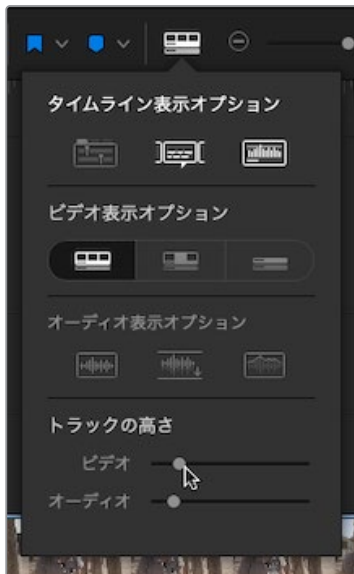 タイムライン表示オプション
ビデオ表示オプション
オーディオ表示オプション
トラックの高さ
ビデオ
オーディオ